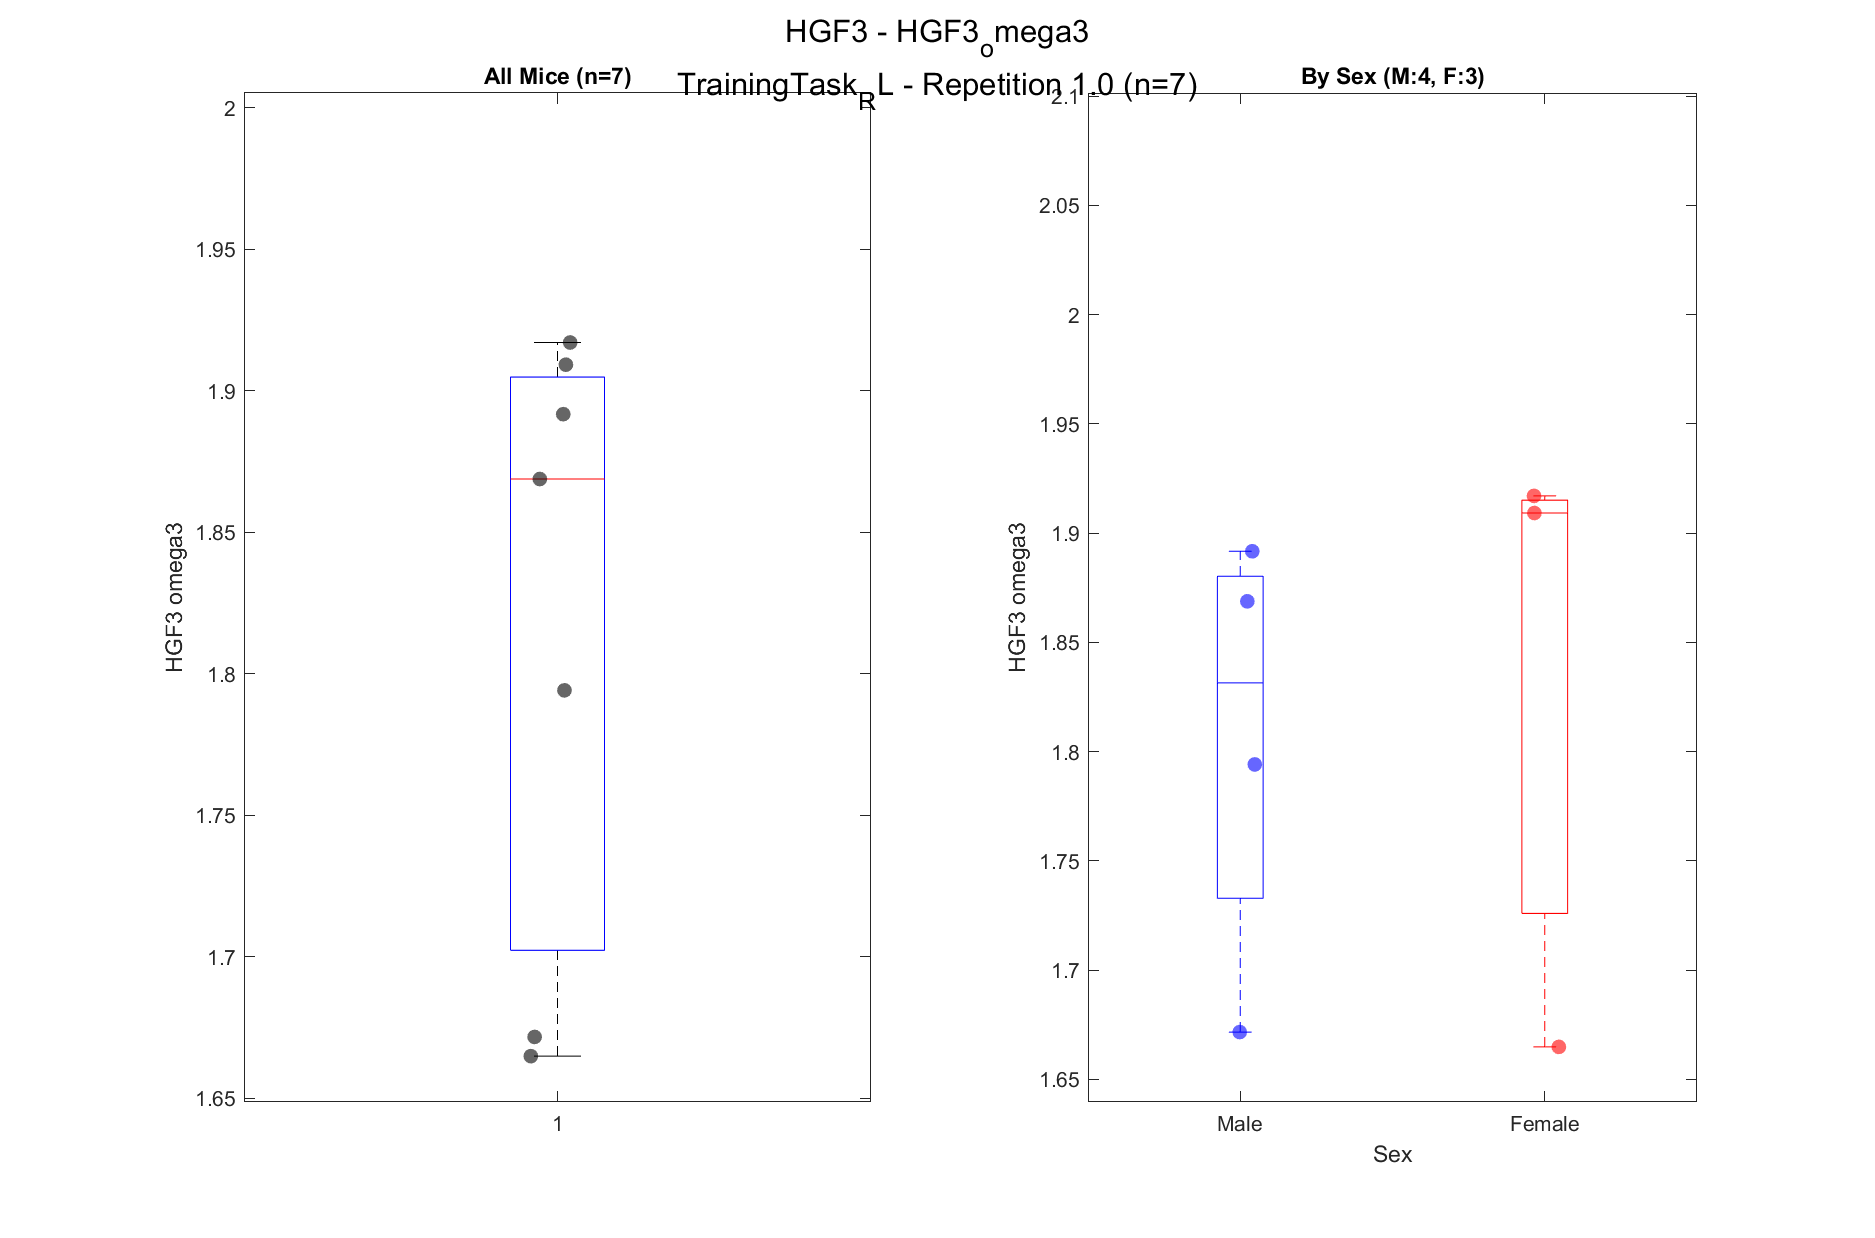 HGF3 - HGF3omega3
TrainingTaskRL - Repetition 1.0 (n=7)
All Mice (n=7)
2
1.95
1.9
1.85
1.8
1.75
1.7
1.65
HGF3 omega3
1
By Sex (M:4, F:3)
2.1
2.05
2
1.95
1.9
1.85
1.8
1.75
1.7
1.65
HGF3 omega3
Male Female
Sex